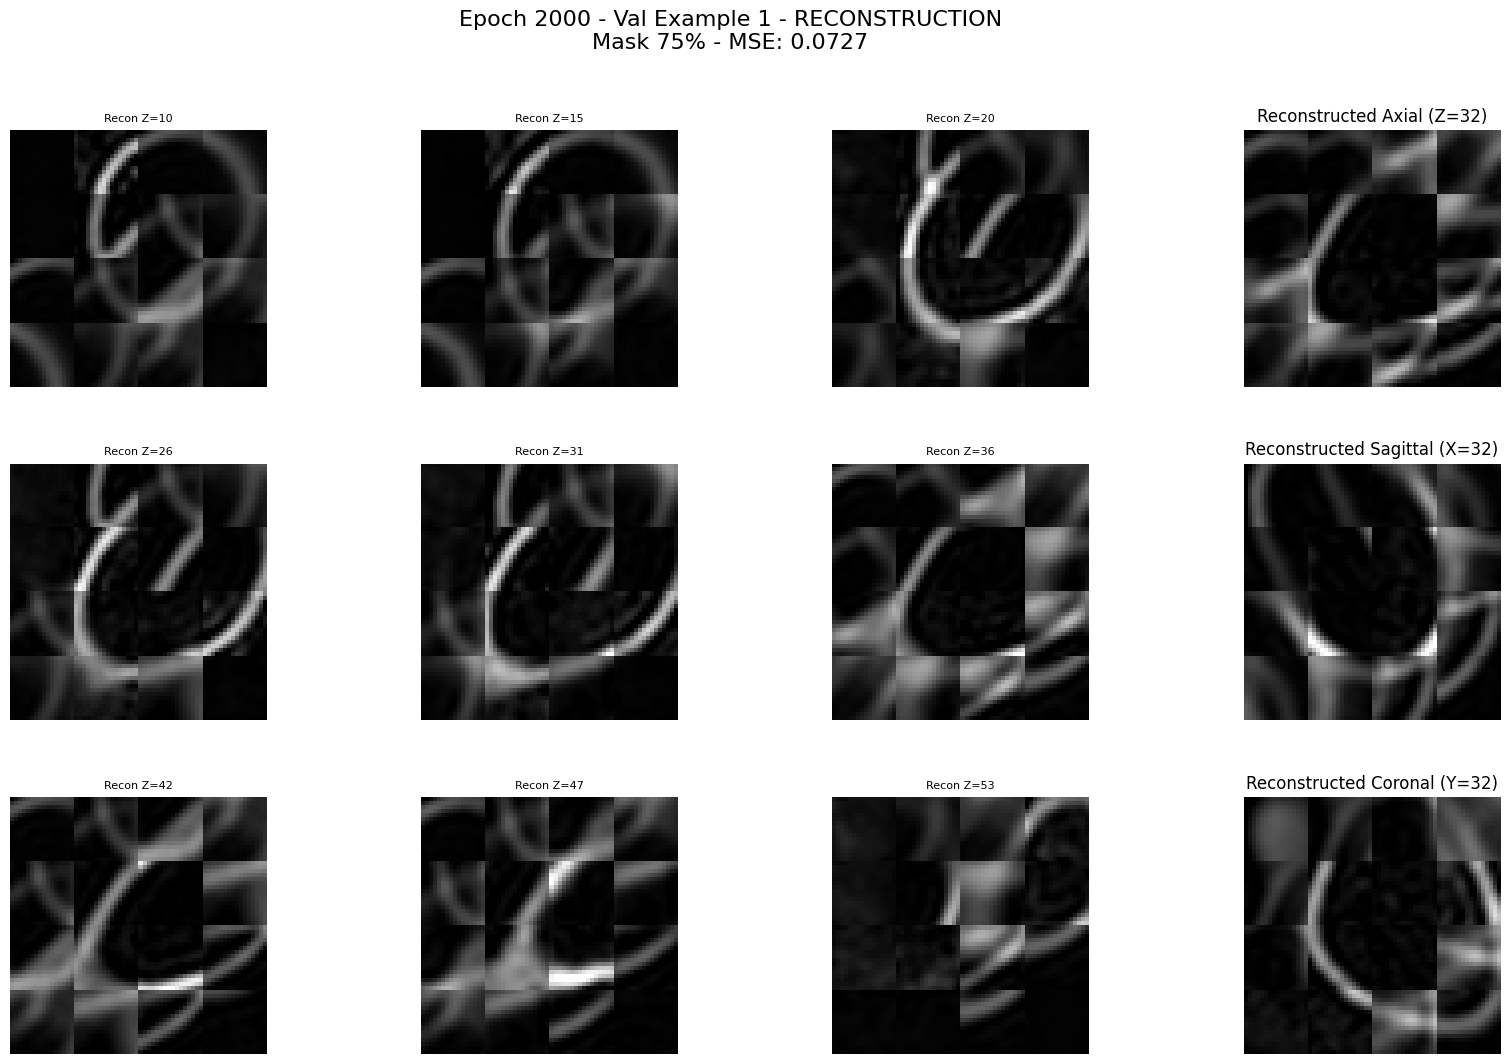 Epoch 2000 - Val Example 1 - RECONSTRUCTION
Mask 75% - MSE: 0.0727
Recon Z=10
Recon Z=15
Recon Z=20
Reconstructed Axial (Z=32)
Recon Z=26
Recon Z=31
Recon Z=36
Reconstructed Sagittal (X=32)
Recon Z=42
Recon Z=47
Recon Z=53
Reconstructed Coronal (Y=32)